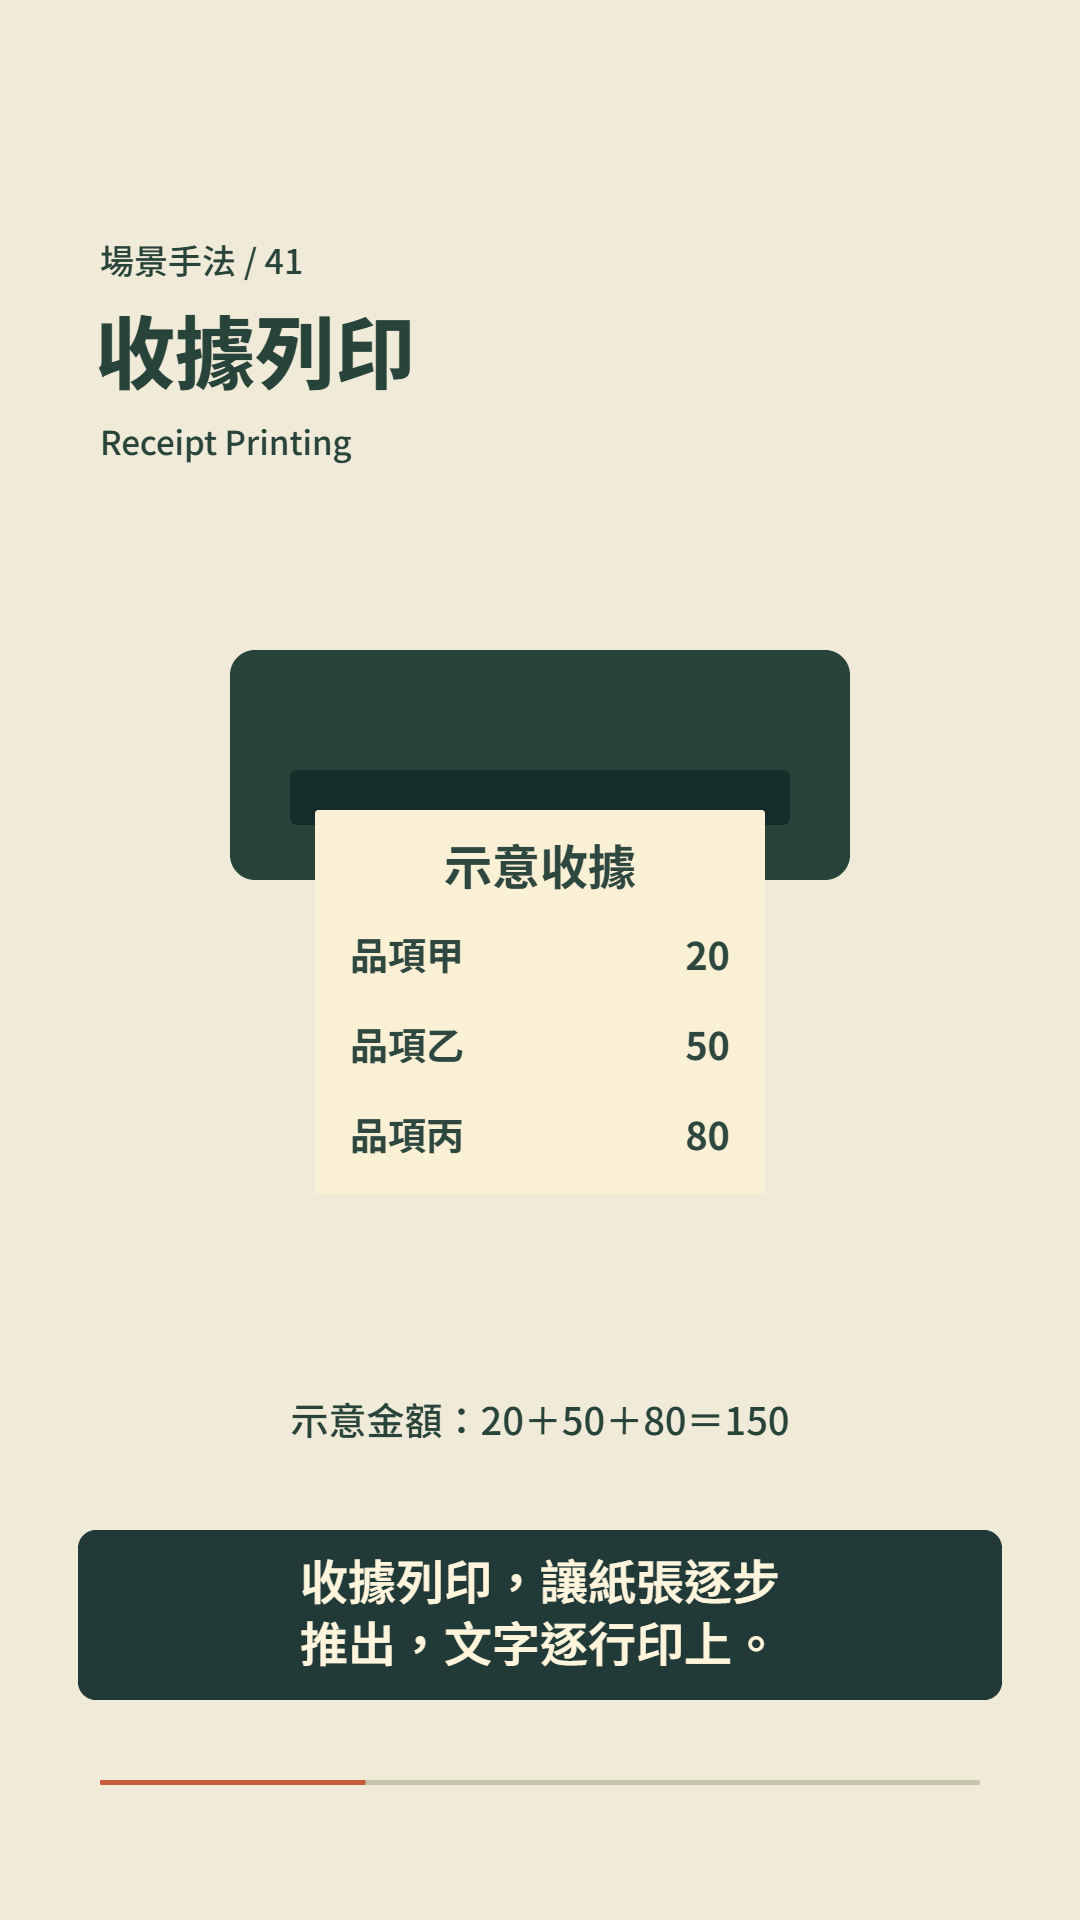 場景手法 / 41
收據列印
Receipt Printing
示意收據
品項甲 20
品項乙 50
品項丙 80
示意金額：20＋50＋80＝150
收據列印，讓紙張逐步
推出，文字逐行印上。